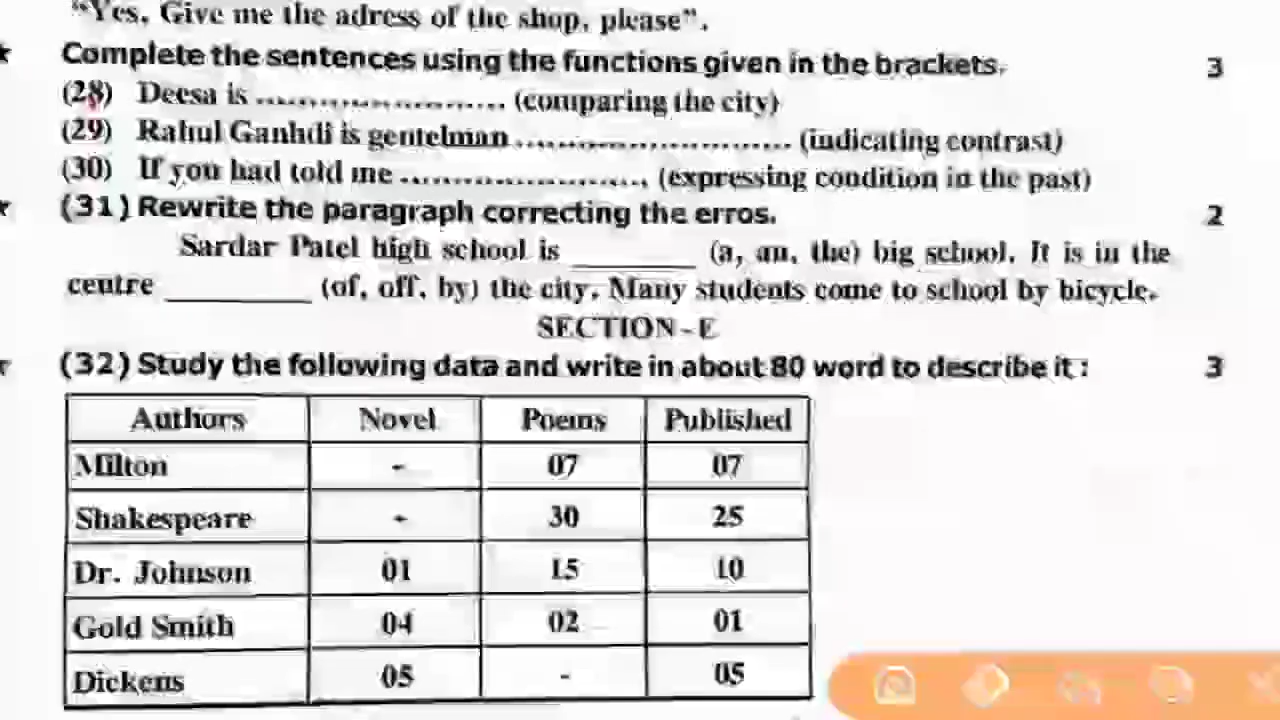 "Yes. Give me the adress of the shop, please".
Complete the sentences using the functions given in the brackets. 3
(28) Deesa is ........................... (comparing the city)
(29) Rahul Ganhdi is gentelman .............................. (indicating contrast)
(30) If you had told me ..........................., (expressing condition in the past)
(31) Rewrite the paragraph correcting the erros. 2
Sardar Patel high school is ________ (a, an, the) big school. It is in the
centre __________ (of, off, by) the city. Many students come to school by bicycle.
SECTION - E
(32) Study the following data and write in about 80 word to describe it : 3
Authors Novel Poems Published
Milton - 07 07
Shakespeare - 30 25
Dr. Johnson 01 15 10
Gold Smith 04 02 01
Dickens 05 - 05